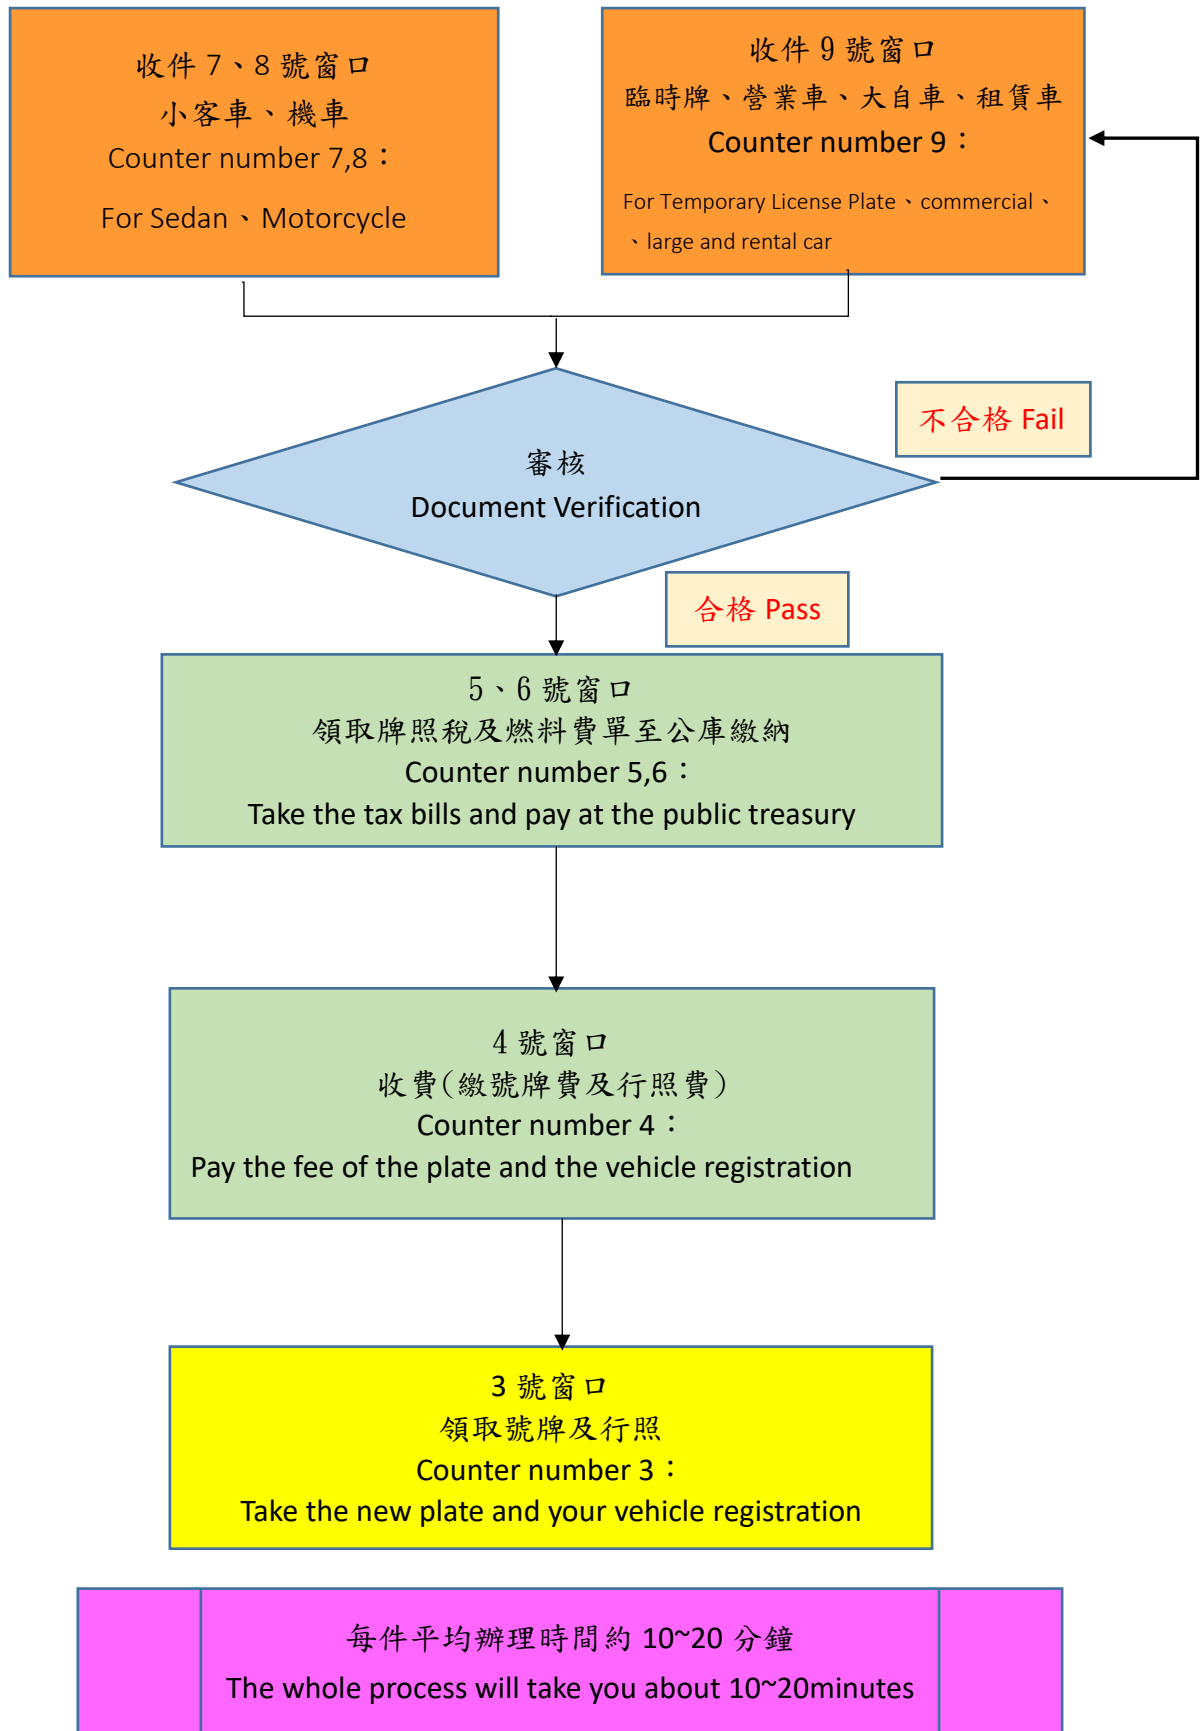 收件 7、8 號窗口
小客車、機車
Counter number 7,8：
For Sedan、Motorcycle
收件 9 號窗口
臨時牌、營業車、大自車、租賃車
Counter number 9：
For Temporary License Plate、commercial、
、large and rental car
不合格 Fail
審核
Document Verification
合格 Pass
5、6 號窗口
領取牌照稅及燃料費單至公庫繳納
Counter number 5,6：
Take the tax bills and pay at the public treasury
4 號窗口
收費(繳號牌費及行照費)
Counter number 4：
Pay the fee of the plate and the vehicle registration
3 號窗口
領取號牌及行照
Counter number 3：
Take the new plate and your vehicle registration
每件平均辦理時間約 10~20 分鐘
The whole process will take you about 10~20minutes